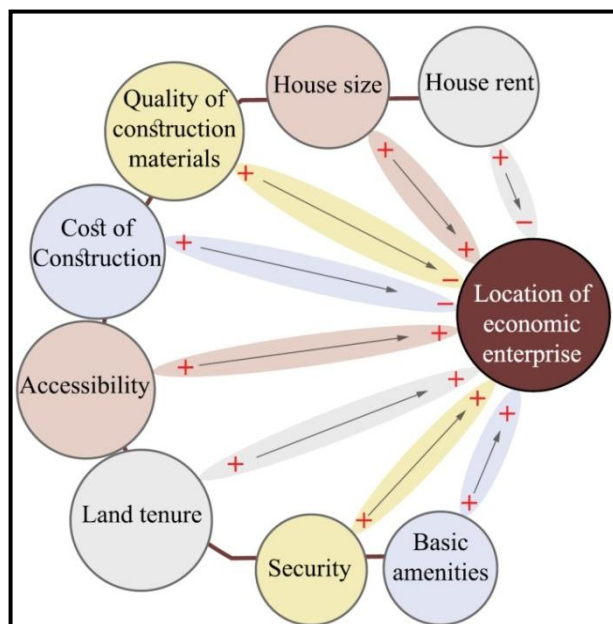 House size
House rent
Quality of
construction
materials
Cost of
Construction
Location of
economic
enterprise
Accessibility
Land tenure
Security
Basic
amenities
+
+
+
+
+
+
-
-
-
+
+
+
+
+
+
+
+
+